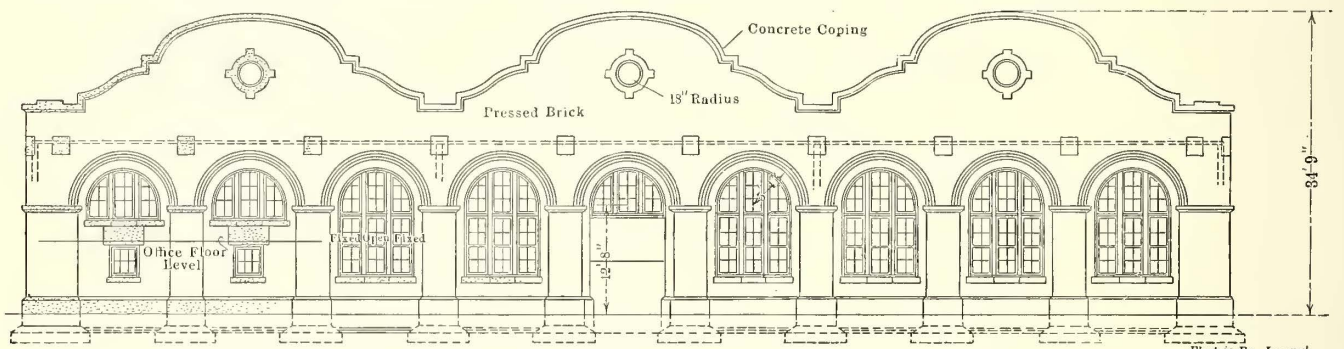 Concrete Coping
18" Radius
Pressed Brick
34'-9"
Office Floor
Level
Fixed Open Fixed
12'-8"